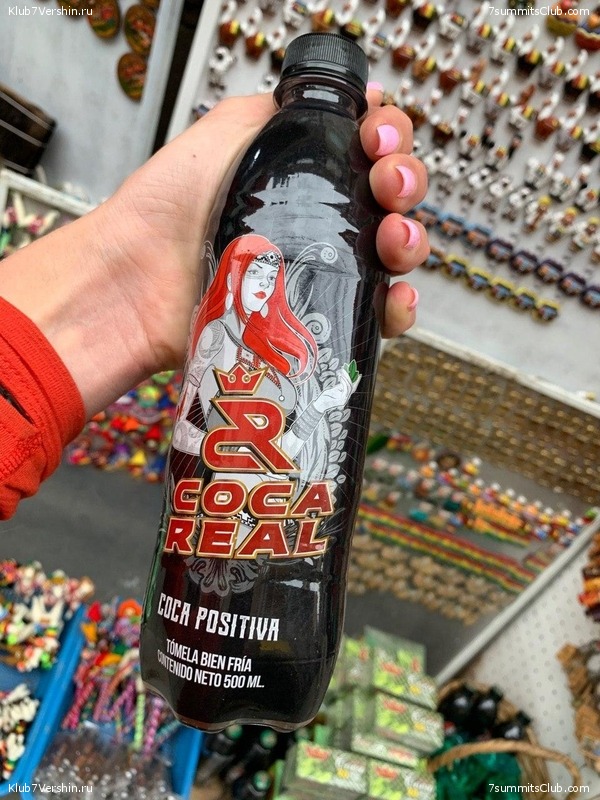 Klub7Vershin.ru
7summitsClub.com
R
COCA
REAL
COCA POSITIVA
TÓMELA BIEN FRÍA
CONTENIDO NETO 500 ML.
Klub7Vershin.ru
7summitsClub.com